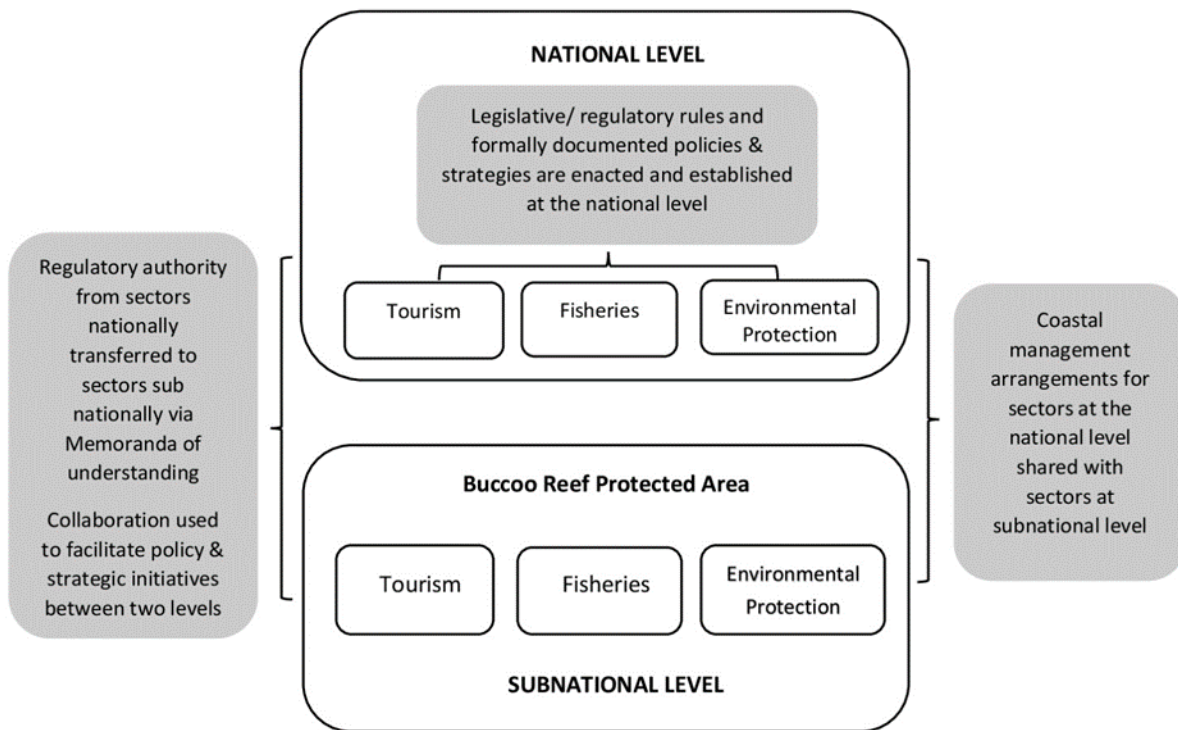 NATIONAL LEVEL
Legislative/ regulatory rules and
formally documented policies &
strategies are enacted and established
at the national level
Tourism
Fisheries
Environmental
Protection
Regulatory authority
from sectors
nationally
transferred to
sectors sub
nationally via
Memoranda of
understanding
Collaboration used
to facilitate policy &
strategic initiatives
between two levels
Coastal
management
arrangements for
sectors at the
national level
shared with
sectors at
subnational level
Buccoo Reef Protected Area
Tourism
Fisheries
Environmental
Protection
SUBNATIONAL LEVEL